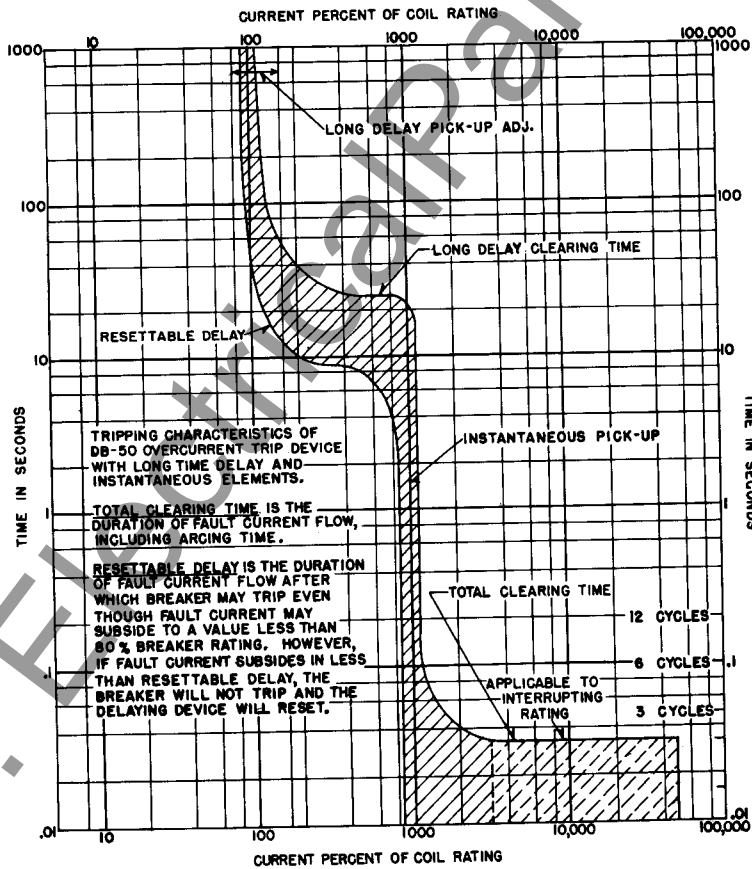 CURRENT PERCENT OF COIL RATING
10 100 1000 10,000 100,000
1000 1000
LONG DELAY PICK-UP ADJ.
100 100
LONG DELAY CLEARING TIME
RESETTABLE DELAY
10 10
TIME IN SECONDS
TIME IN SECONDS
TRIPPING CHARACTERISTICS OF
DB-50 OVERCURRENT TRIP DEVICE
WITH LONG TIME DELAY AND
INSTANTANEOUS ELEMENTS.
INSTANTANEOUS PICK-UP
TOTAL CLEARING TIME IS THE
DURATION OF FAULT CURRENT FLOW,
INCLUDING ARCING TIME.
1 1
RESETTABLE DELAY IS THE DURATION
OF FAULT CURRENT FLOW AFTER
WHICH BREAKER MAY TRIP EVEN
THOUGH FAULT CURRENT MAY
SUBSIDE TO A VALUE LESS THAN
80 % BREAKER RATING. HOWEVER,
IF FAULT CURRENT SUBSIDES IN LESS
THAN RESETTABLE DELAY, THE
BREAKER WILL NOT TRIP AND THE
DELAYING DEVICE WILL RESET.
TOTAL CLEARING TIME
12 CYCLES
6 CYCLES
.1 .1
APPLICABLE TO
INTERRUPTING
RATING
3 CYCLES
.01 .01
10 100 1000 10,000 100,000
CURRENT PERCENT OF COIL RATING
. ElectricalPar